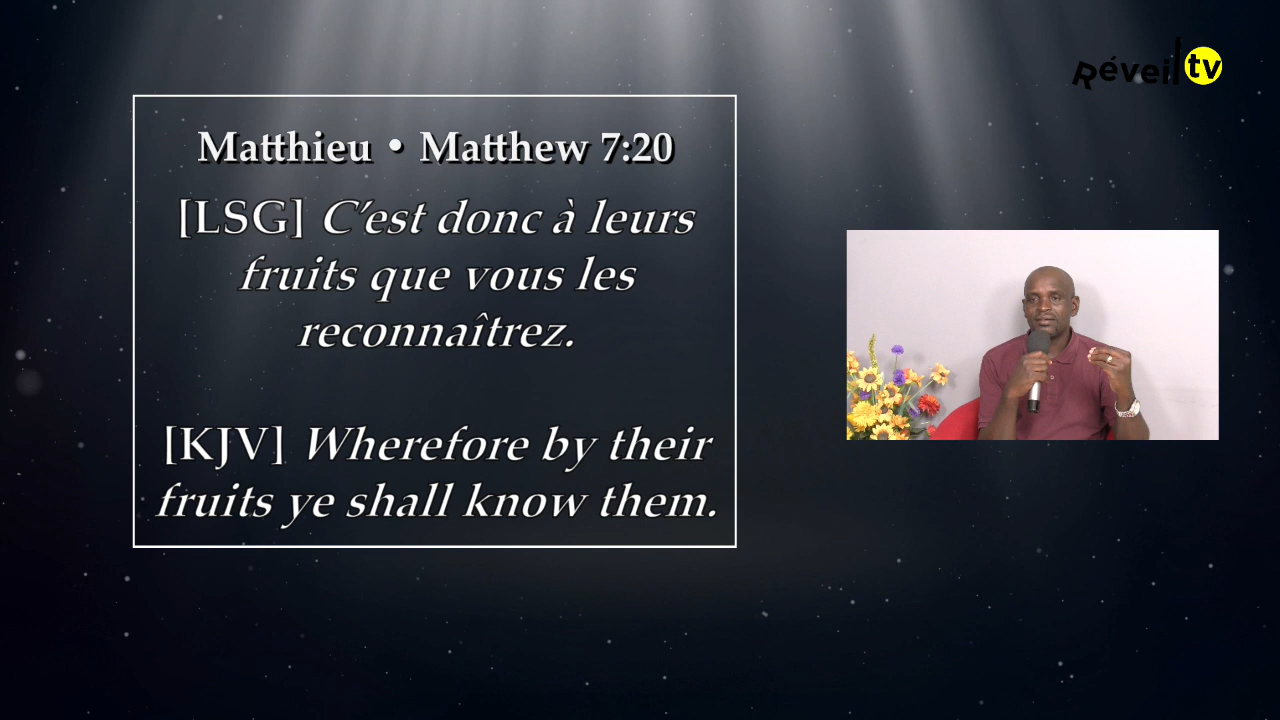 Réveil tv
Matthieu • Matthew 7:20
[LSG] C’est donc à leurs
fruits que vous les
reconnaîtrez.
[KJV] Wherefore by their
fruits ye shall know them.